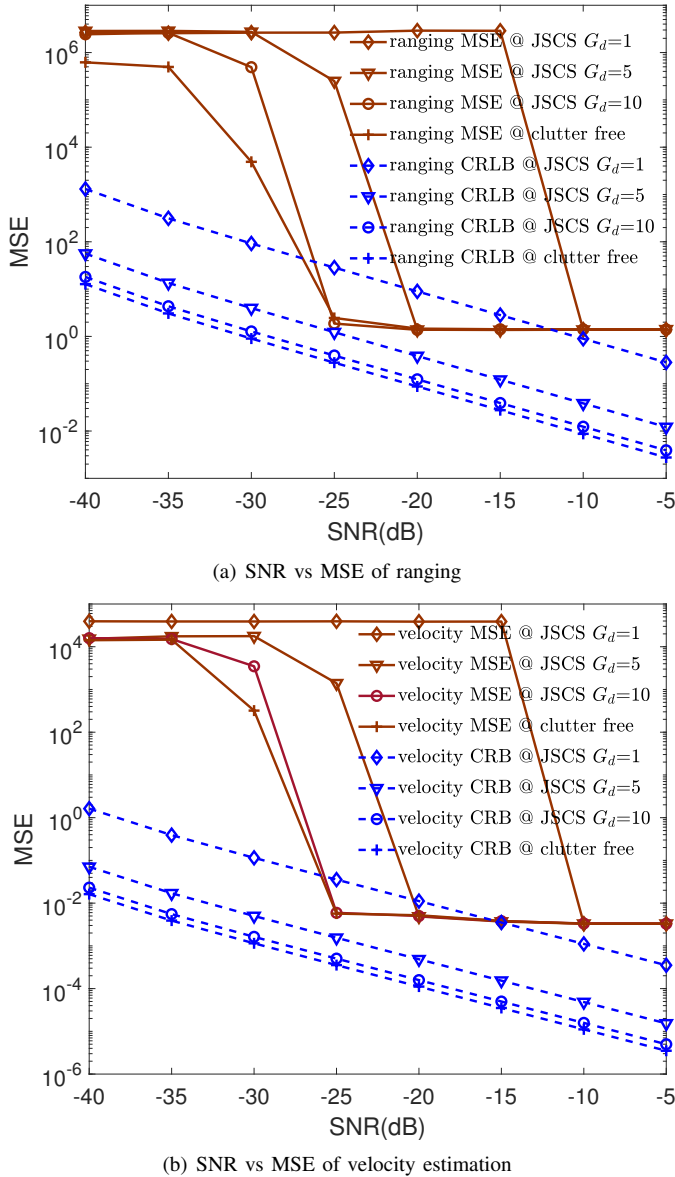 10^6
10^4
10^2
10^0
10^-2
MSE
ranging MSE @ JSCS G_d=1
ranging MSE @ JSCS G_d=5
ranging MSE @ JSCS G_d=10
ranging MSE @ clutter free
ranging CRLB @ JSCS G_d=1
ranging CRLB @ JSCS G_d=5
ranging CRLB @ JSCS G_d=10
ranging CRLB @ clutter free
-40 -35 -30 -25 -20 -15 -10 -5
SNR(dB)
(a) SNR vs MSE of ranging
10^4
10^2
10^0
10^-2
10^-4
10^-6
MSE
velocity MSE @ JSCS G_d=1
velocity MSE @ JSCS G_d=5
velocity MSE @ JSCS G_d=10
velocity MSE @ clutter free
velocity CRB @ JSCS G_d=1
velocity CRB @ JSCS G_d=5
velocity CRB @ JSCS G_d=10
velocity CRB @ clutter free
-40 -35 -30 -25 -20 -15 -10 -5
SNR(dB)
(b) SNR vs MSE of velocity estimation